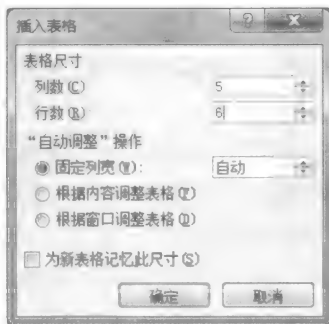 插入表格
表格尺寸
列数(C) 5
行数(R) 6
“自动调整”操作
固定列宽(W): 自动
根据内容调整表格(F)
根据窗口调整表格(D)
为新表格记忆此尺寸(S)
确定 取消